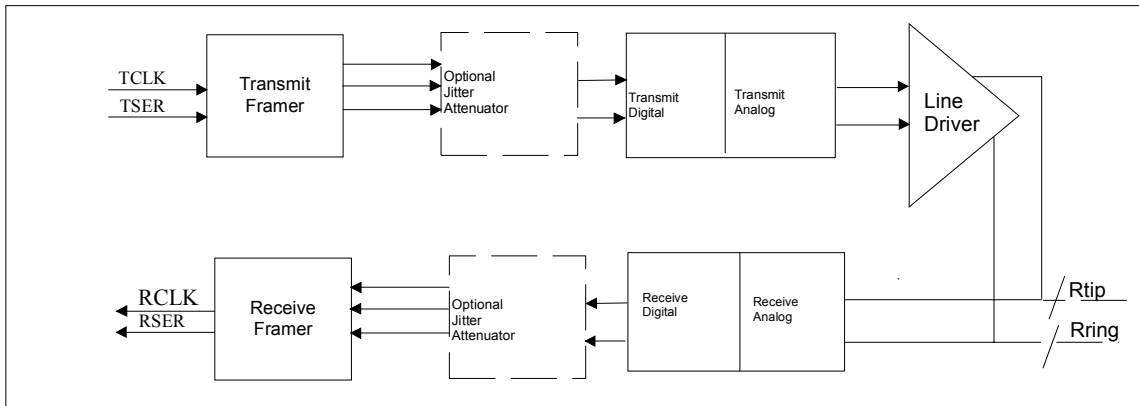 TCLK
TSER
Transmit
Framer
Optional
Jitter
Attenuator
Transmit
Digital
Transmit
Analog
Line
Driver
RCLK
RSER
Receive
Framer
Optional
Jitter
Attenuator
Receive
Digital
Receive
Analog
Rtip
Rring